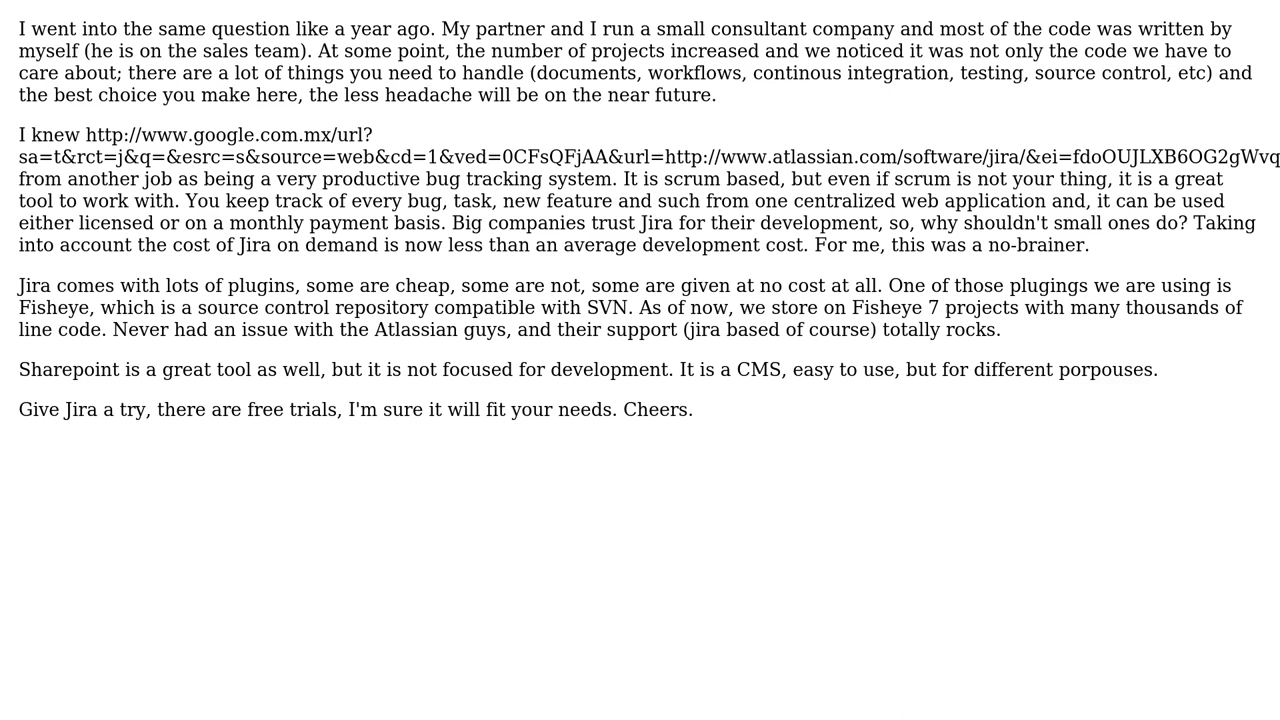 I went into the same question like a year ago. My partner and I run a small consultant company and most of the code was written by
myself (he is on the sales team). At some point, the number of projects increased and we noticed it was not only the code we have to
care about; there are a lot of things you need to handle (documents, workflows, continous integration, testing, source control, etc) and
the best choice you make here, the less headache will be on the near future.
I knew http://www.google.com.mx/url?
sa=t&rct=j&q=&esrc=s&source=web&cd=1&ved=0CFsQFjAA&url=http://www.atlassian.com/software/jira/&ei=fdoOUJLXB6OG2gWvq
from another job as being a very productive bug tracking system. It is scrum based, but even if scrum is not your thing, it is a great
tool to work with. You keep track of every bug, task, new feature and such from one centralized web application and, it can be used
either licensed or on a monthly payment basis. Big companies trust Jira for their development, so, why shouldn't small ones do? Taking
into account the cost of Jira on demand is now less than an average development cost. For me, this was a no-brainer.
Jira comes with lots of plugins, some are cheap, some are not, some are given at no cost at all. One of those plugings we are using is
Fisheye, which is a source control repository compatible with SVN. As of now, we store on Fisheye 7 projects with many thousands of
line code. Never had an issue with the Atlassian guys, and their support (jira based of course) totally rocks.
Sharepoint is a great tool as well, but it is not focused for development. It is a CMS, easy to use, but for different porpouses.
Give Jira a try, there are free trials, I'm sure it will fit your needs. Cheers.